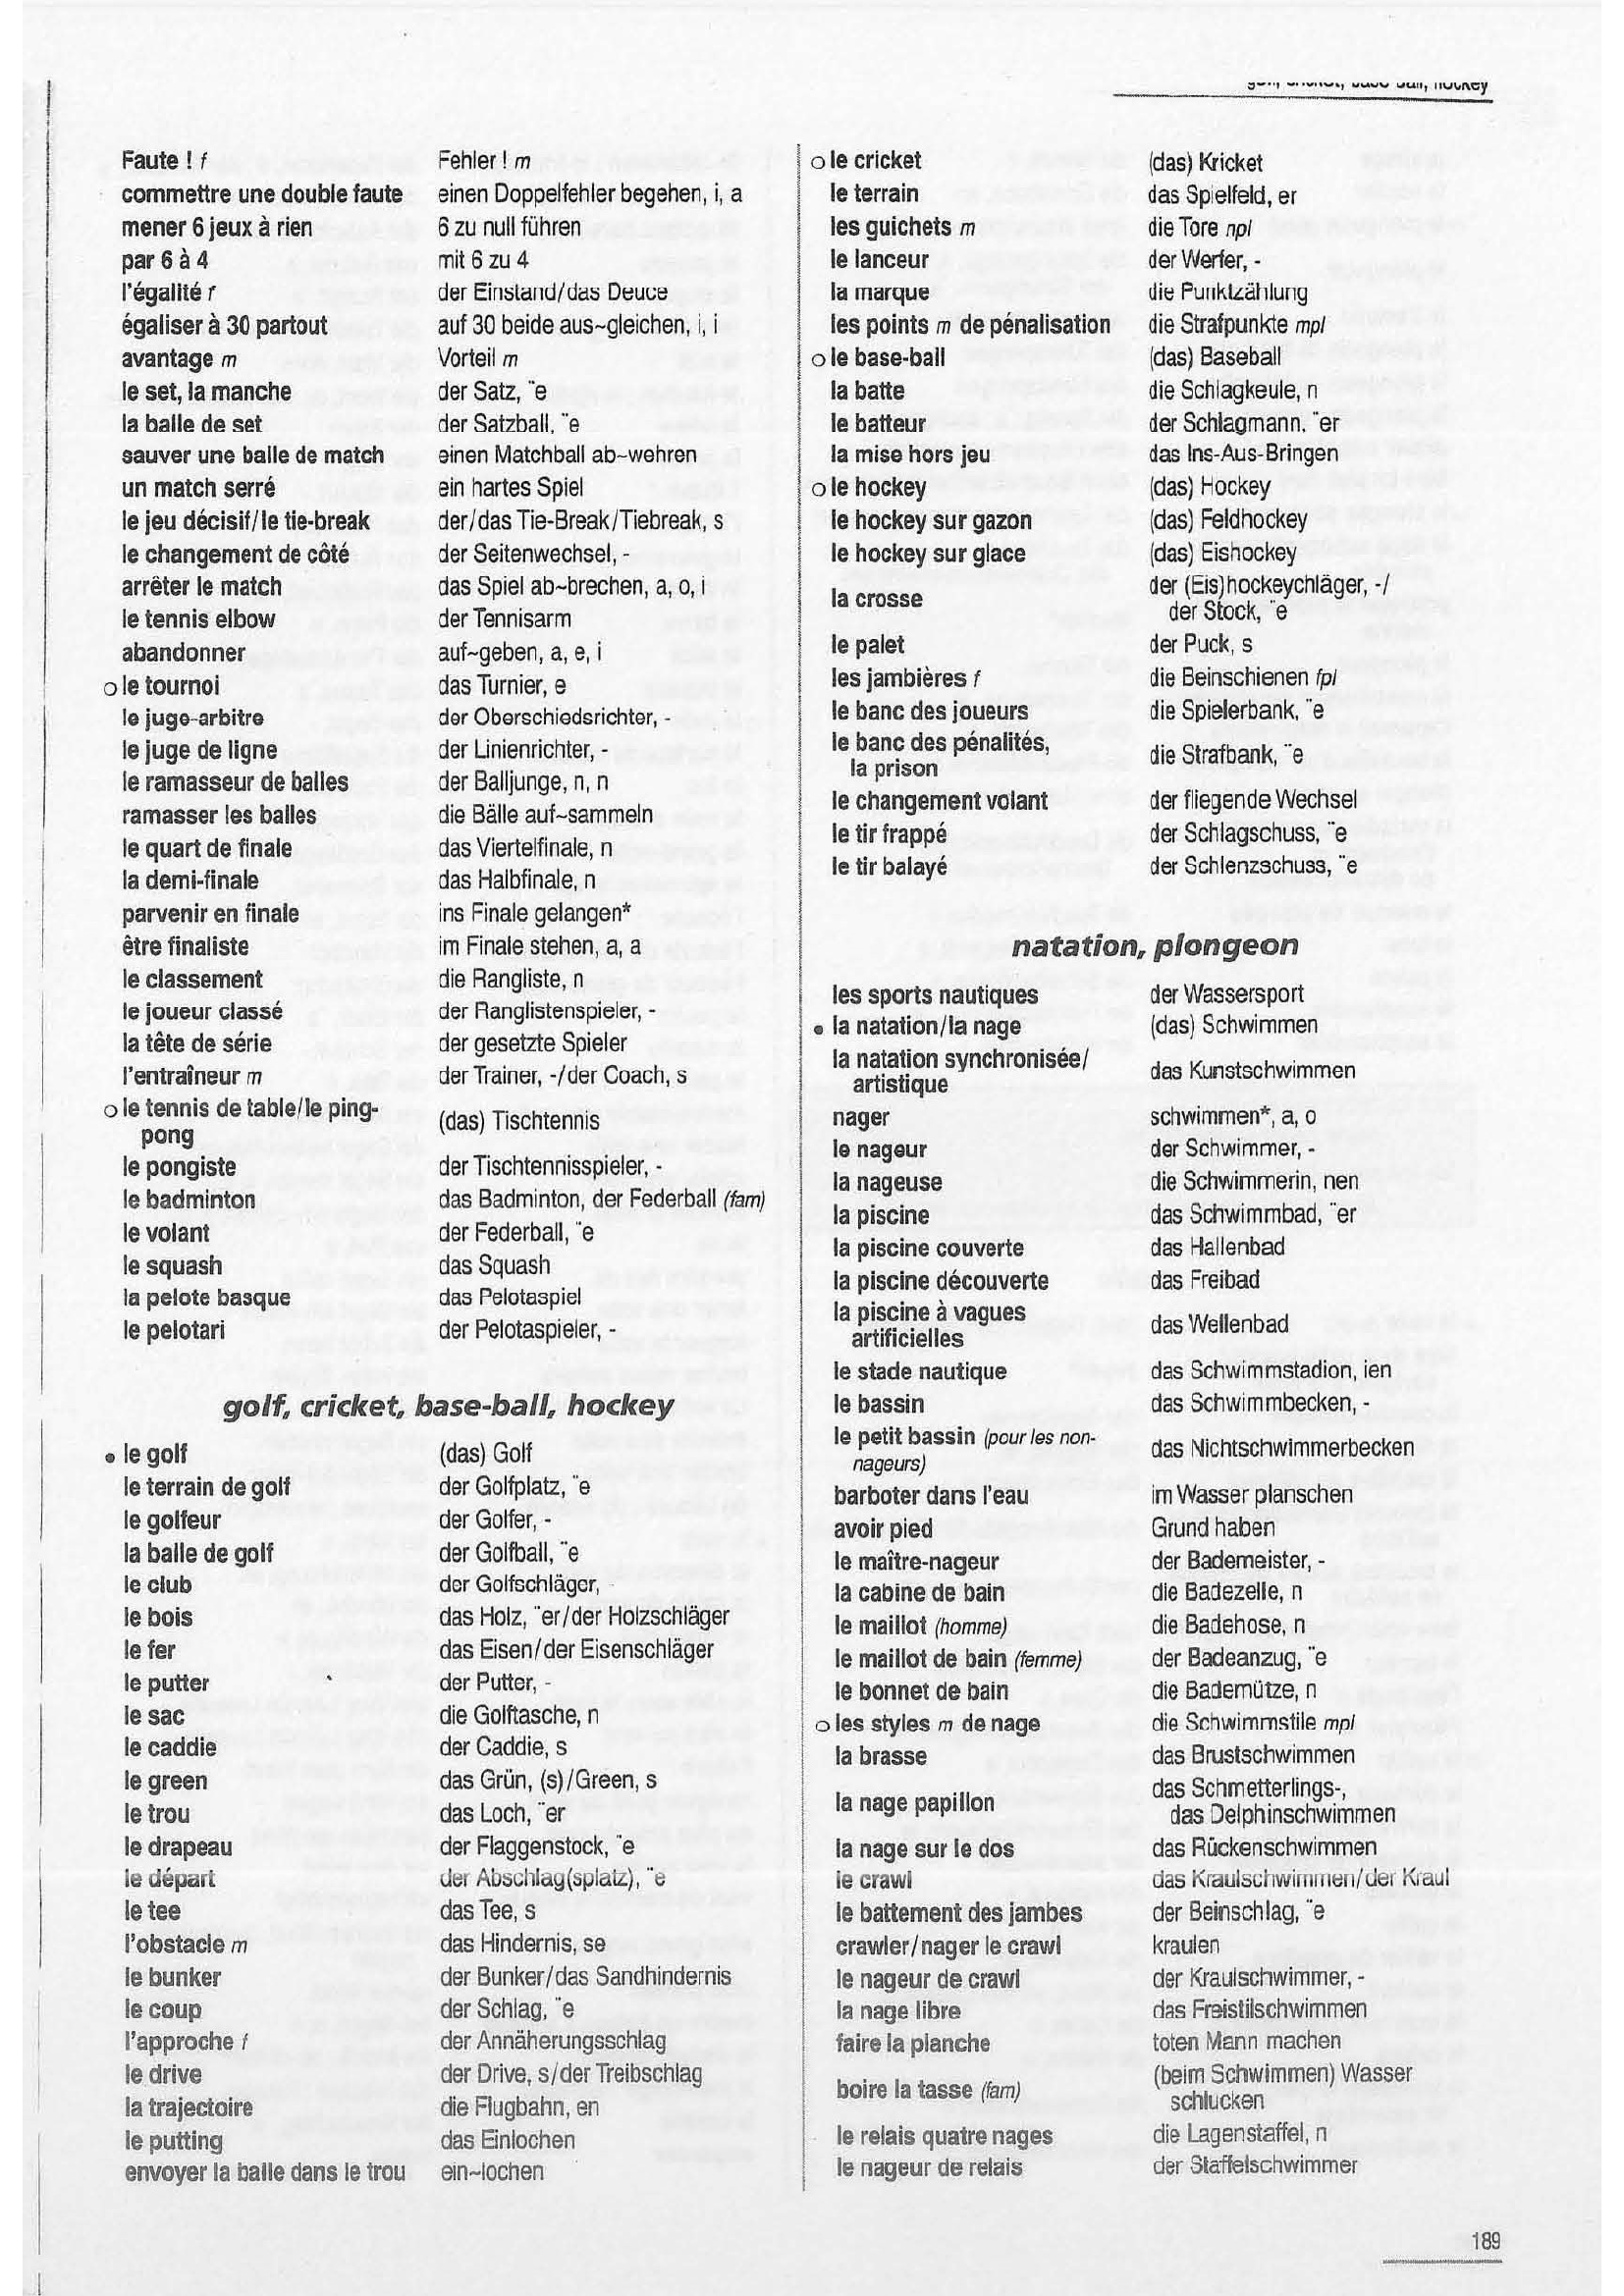 golf, cricket, base-ball, hockey
Faute ! f Fehler ! m
commettre une double faute einen Doppelfehler begehen, i, a
mener 6 jeux à rien 6 zu null führen
par 6 à 4 mit 6 zu 4
l'égalité f der Einstand/das Deuce
égaliser à 30 partout auf 30 beide aus~gleichen, i, i
avantage m Vorteil m
le set, la manche der Satz, ¨e
la balle de set der Satzball, ¨e
sauver une balle de match einen Matchball ab~wehren
un match serré ein hartes Spiel
le jeu décisif/le tie-break der/das Tie-Break/Tiebreak, s
le changement de côté der Seitenwechsel, -
arrêter le match das Spiel ab~brechen, a, o, i
le tennis elbow der Tennisarm
abandonner auf~geben, a, e, i
o le tournoi das Turnier, e
le juge-arbitre der Oberschiedsrichter, -
le juge de ligne der Linienrichter, -
le ramasseur de balles der Balljunge, n, n
ramasser les balles die Bälle auf~sammeln
le quart de finale das Viertelfinale, n
la demi-finale das Halbfinale, n
parvenir en finale ins Finale gelangen*
être finaliste im Finale stehen, a, a
le classement die Rangliste, n
le joueur classé der Ranglistenspieler, -
la tête de série der gesetzte Spieler
l'entraîneur m der Trainer, -/der Coach, s
o le tennis de table/le ping-
pong (das) Tischtennis
le pongiste der Tischtennisspieler, -
le badminton das Badminton, der Federball (fam)
le volant der Federball, ¨e
le squash das Squash
la pelote basque das Pelotaspiel
le pelotari der Pelotaspieler, -
golf, cricket, base-ball, hockey
• le golf (das) Golf
le terrain de golf der Golfplatz, ¨e
le golfeur der Golfer, -
la balle de golf der Golfball, ¨e
le club der Golfschläger, -
le bois das Holz, ¨er/der Holzschläger
le fer das Eisen/der Eisenschläger
le putter der Putter, -
le sac die Golftasche, n
le caddie der Caddie, s
le green das Grün, (s)/Green, s
le trou das Loch, ¨er
le drapeau der Flaggenstock, ¨e
le départ der Abschlag(splatz), ¨e
le tee das Tee, s
l'obstacle m das Hindernis, se
le bunker der Bunker/das Sandhindernis
le coup der Schlag, ¨e
l'approche f der Annäherungsschlag
le drive der Drive, s/der Treibschlag
la trajectoire die Flugbahn, en
le putting das Einlochen
envoyer la balle dans le trou ein~lochen
o le cricket (das) Kricket
le terrain das Spielfeld, er
les guichets m die Tore npl
le lanceur der Werfer, -
la marque die Punktzählung
les points m de pénalisation die Strafpunkte mpl
o le base-ball (das) Baseball
la batte die Schlagkeule, n
le batteur der Schlagmann, ¨er
la mise hors jeu das Ins-Aus-Bringen
o le hockey (das) Hockey
le hockey sur gazon (das) Feldhockey
le hockey sur glace (das) Eishockey
la crosse der (Eis)hockeychläger, -/
der Stock, ¨e
le palet der Puck, s
les jambières f die Beinschienen fpl
le banc des joueurs die Spielerbank, ¨e
le banc des pénalités,
la prison die Strafbank, ¨e
le changement volant der fliegende Wechsel
le tir frappé der Schlagschuss, ¨e
le tir balayé der Schlenzschuss, ¨e
natation, plongeon
les sports nautiques der Wassersport
• la natation/la nage (das) Schwimmen
la natation synchronisée/
artistique das Kunstschwimmen
nager schwimmen*, a, o
le nageur der Schwimmer, -
la nageuse die Schwimmerin, nen
la piscine das Schwimmbad, ¨er
la piscine couverte das Hallenbad
la piscine découverte das Freibad
la piscine à vagues
artificielles das Wellenbad
le stade nautique das Schwimmstadion, ien
le bassin das Schwimmbecken, -
le petit bassin (pour les non-
nageurs) das Nichtschwimmerbecken
barboter dans l'eau im Wasser planschen
avoir pied Grund haben
le maître-nageur der Bademeister, -
la cabine de bain die Badezelle, n
le maillot (homme) die Badehose, n
le maillot de bain (femme) der Badeanzug, ¨e
le bonnet de bain die Bademütze, n
o les styles m de nage die Schwimmstile mpl
la brasse das Brustschwimmen
la nage papillon das Schmetterlings-,
das Delphinschwimmen
la nage sur le dos das Rückenschwimmen
le crawl das Kraulschwimmen/der Kraul
le battement des jambes der Beinschlag, ¨e
crawler/nager le crawl kraulen
le nageur de crawl der Kraulschwimmer, -
la nage libre das Freistilschwimmen
faire la planche toten Mann machen
boire la tasse (fam) (beim Schwimmen) Wasser
schlucken
le relais quatre nages die Lagenstaffel, n
le nageur de relais der Staffelschwimmer
189